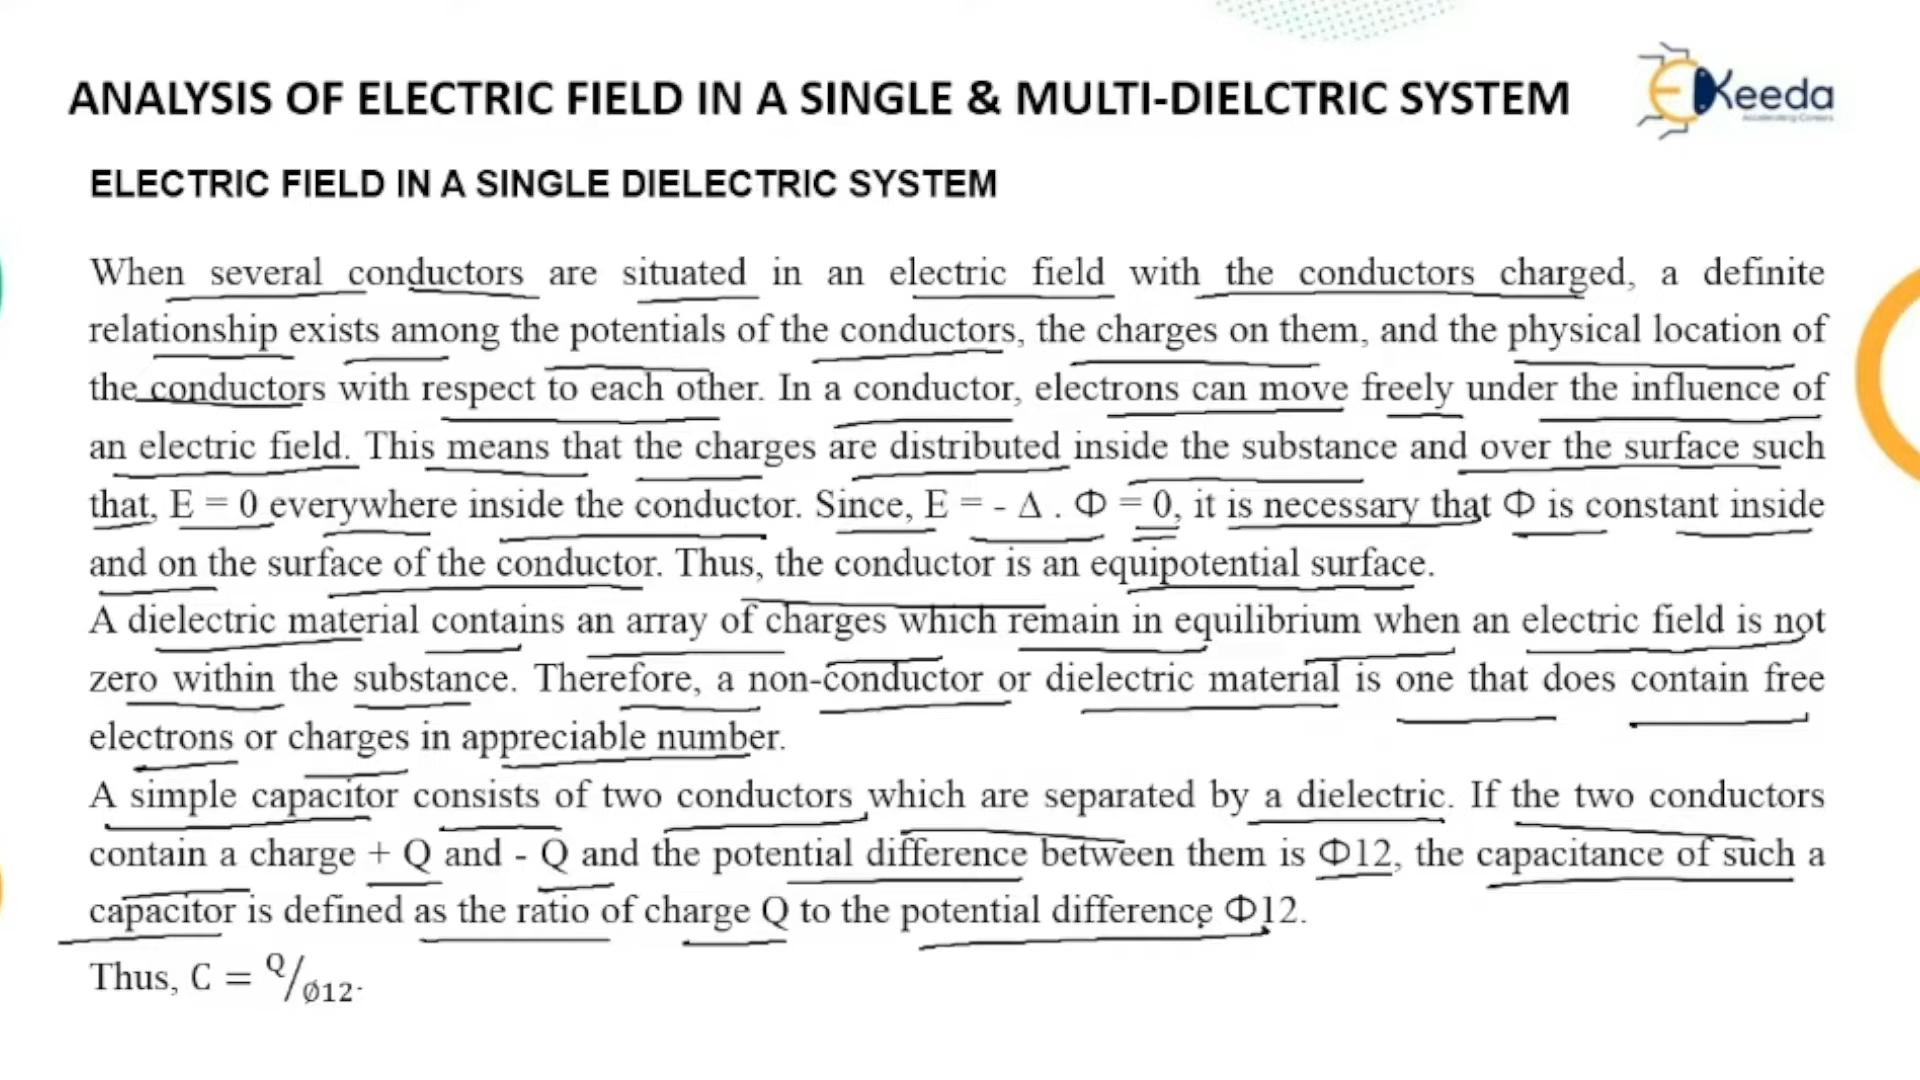 ANALYSIS OF ELECTRIC FIELD IN A SINGLE & MULTI-DIELCTRIC SYSTEM
EKeeda
Accelerating Careers
ELECTRIC FIELD IN A SINGLE DIELECTRIC SYSTEM
When several conductors are situated in an electric field with the conductors charged, a definite
relationship exists among the potentials of the conductors, the charges on them, and the physical location of
the conductors with respect to each other. In a conductor, electrons can move freely under the influence of
an electric field. This means that the charges are distributed inside the substance and over the surface such
that, E = 0 everywhere inside the conductor. Since, E = - Δ . Φ = 0, it is necessary that Φ is constant inside
and on the surface of the conductor. Thus, the conductor is an equipotential surface.
A dielectric material contains an array of charges which remain in equilibrium when an electric field is not
zero within the substance. Therefore, a non-conductor or dielectric material is one that does contain free
electrons or charges in appreciable number.
A simple capacitor consists of two conductors which are separated by a dielectric. If the two conductors
contain a charge + Q and - Q and the potential difference between them is Φ12, the capacitance of such a
capacitor is defined as the ratio of charge Q to the potential difference Φ12.
Thus, C = Q/ø12.